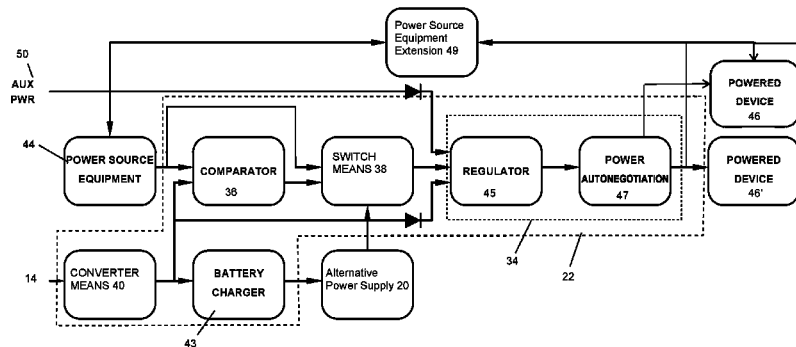 Power Source
Equipment
Extension 49
50
AUX
PWR
POWERED
DEVICE
46
44
POWER SOURCE
EQUIPMENT
COMPARATOR
36
SWITCH
MEANS 38
REGULATOR
45
POWER
AUTONEGOTIATION
47
POWERED
DEVICE
46'
34
22
14
CONVERTER
MEANS 40
BATTERY
CHARGER
Alternative
Power Supply 20
43